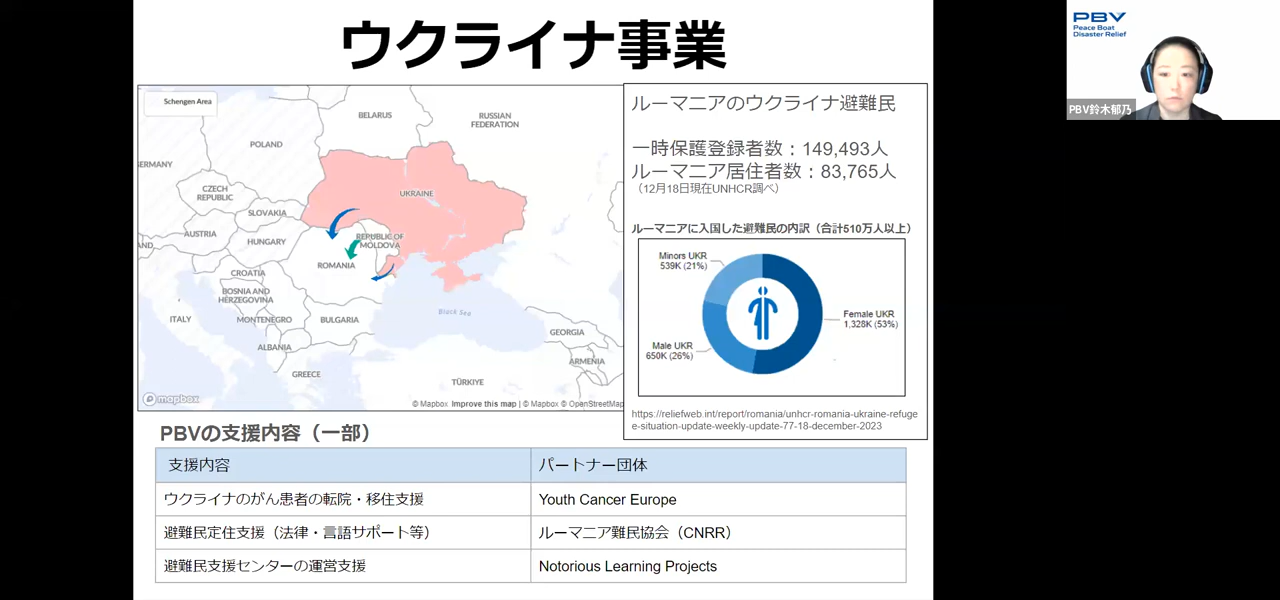 ウクライナ事業
PBV
Peace Boat
Disaster Relief
PBV鈴木郁乃
Schengen Area
BELARUS
RUSSIAN
FEDERATION
POLAND
ERMANY
CZECH
REPUBLIC
UKRAINE
SLOVAKIA
AUSTRIA
HUNGARY
REPUBLIC OF
MOLDOVA
AND
ROMANIA
CROATIA
BOSNIA AND
HERZEGOVINA
ITALY
MONTENEGRO
BULGARIA
Black Sea
GEORGIA
ALBANIA
ARMENIA
GREECE
TÜRKIYE
mapbox
© Mapbox Improve this map | © Mapbox © OpenStreetMap
ルーマニアのウクライナ避難民
一時保護登録者数：149,493人
ルーマニア居住者数：83,765人
（12月18日現在UNHCR調べ）
ルーマニアに入国した避難民の内訳（合計510万人以上）
Minors UKR
539K (21%)
Female UKR
1,328K (53%)
Male UKR
650K (26%)
https://reliefweb.int/report/romania/unhcr-romania-ukraine-refuge
e-situation-update-weekly-update-77-18-december-2023
PBVの支援内容（一部）
支援内容 パートナー団体
ウクライナのがん患者の転院・移住支援 Youth Cancer Europe
避難民定住支援（法律・言語サポート等） ルーマニア難民協会（CNRR）
避難民支援センターの運営支援 Notorious Learning Projects